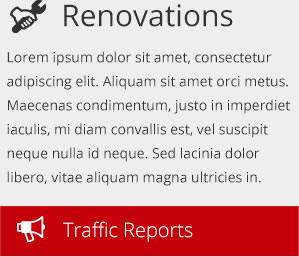 Renovations
Lorem ipsum dolor sit amet, consectetur
adipiscing elit. Aliquam sit amet orci metus.
Maecenas condimentum, justo in imperdiet
iaculis, mi diam convallis est, vel suscipit
neque nulla id neque. Sed lacinia dolor
libero, vitae aliquam magna ultricies in.
Traffic Reports